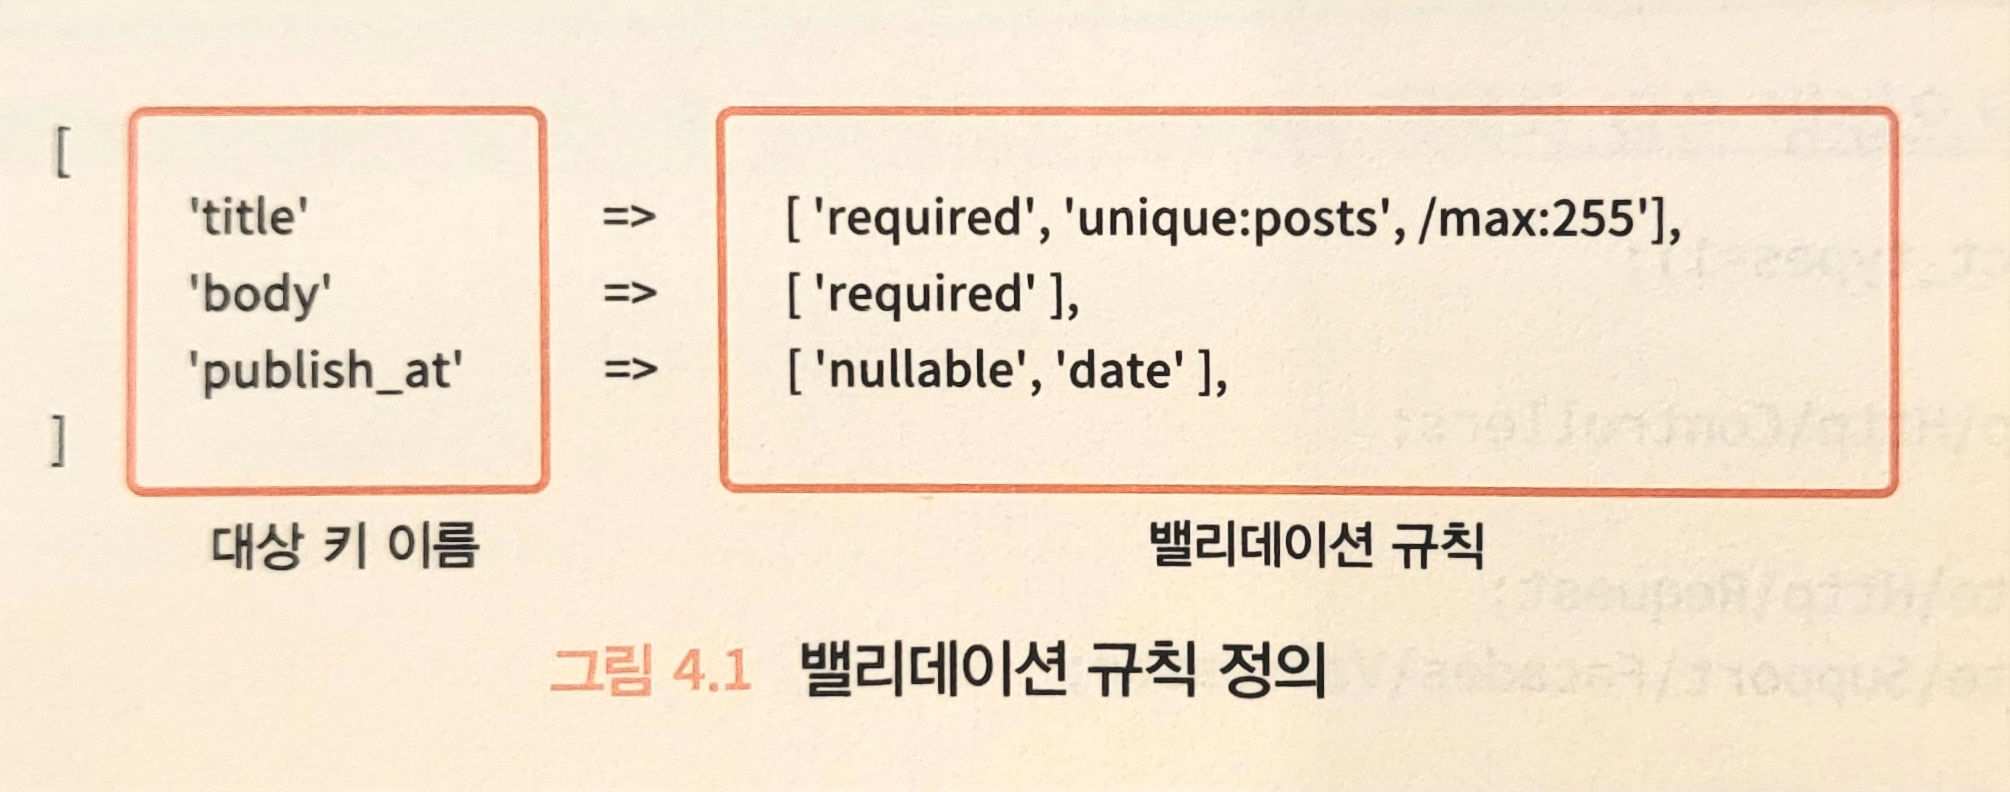 [
'title' => [ 'required', 'unique:posts', /max:255'],
'body' => [ 'required' ],
'publish_at' => [ 'nullable', 'date' ],
]
대상 키 이름 밸리데이션 규칙
그림 4.1 밸리데이션 규칙 정의